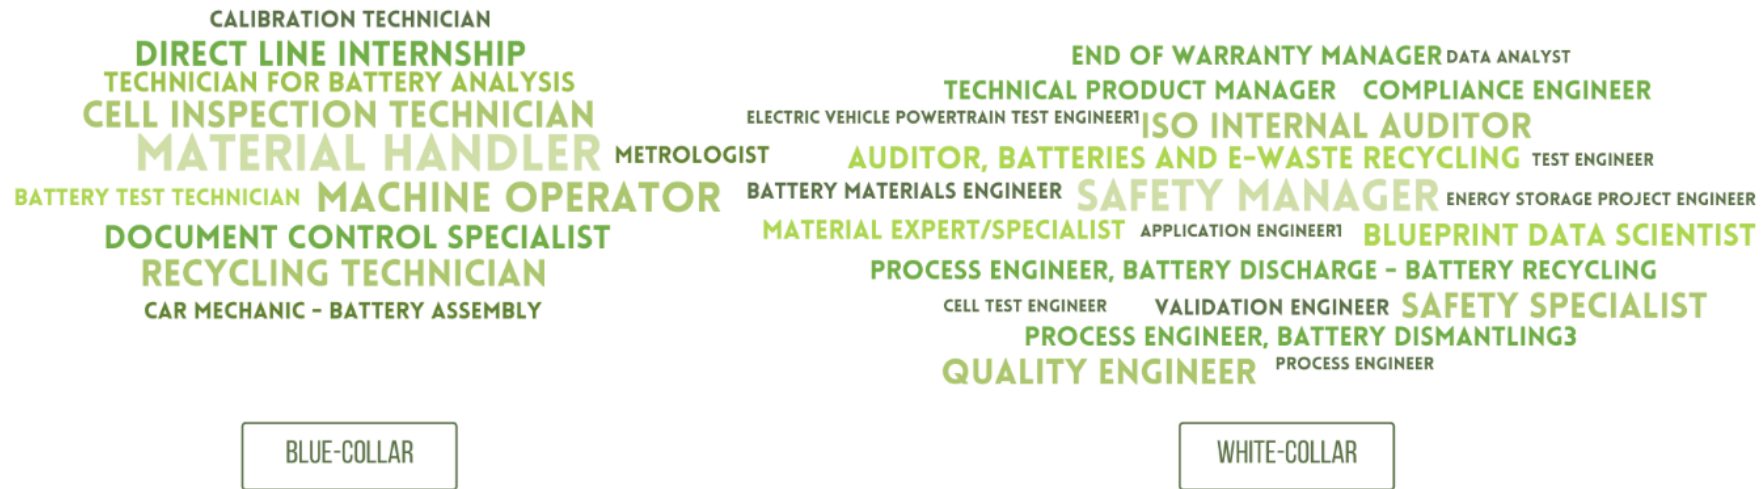 CALIBRATION TECHNICIAN
DIRECT LINE INTERNSHIP
TECHNICIAN FOR BATTERY ANALYSIS
CELL INSPECTION TECHNICIAN
MATERIAL HANDLER
METROLOGIST
BATTERY TEST TECHNICIAN
MACHINE OPERATOR
DOCUMENT CONTROL SPECIALIST
RECYCLING TECHNICIAN
CAR MECHANIC - BATTERY ASSEMBLY
BLUE-COLLAR
END OF WARRANTY MANAGER
DATA ANALYST
TECHNICAL PRODUCT MANAGER
COMPLIANCE ENGINEER
ELECTRIC VEHICLE POWERTRAIN TEST ENGINEER1
ISO INTERNAL AUDITOR
AUDITOR, BATTERIES AND E-WASTE RECYCLING
TEST ENGINEER
BATTERY MATERIALS ENGINEER
SAFETY MANAGER
ENERGY STORAGE PROJECT ENGINEER
MATERIAL EXPERT/SPECIALIST
APPLICATION ENGINEER1
BLUEPRINT DATA SCIENTIST
PROCESS ENGINEER, BATTERY DISCHARGE - BATTERY RECYCLING
CELL TEST ENGINEER
VALIDATION ENGINEER
SAFETY SPECIALIST
PROCESS ENGINEER, BATTERY DISMANTLING3
QUALITY ENGINEER
PROCESS ENGINEER
WHITE-COLLAR